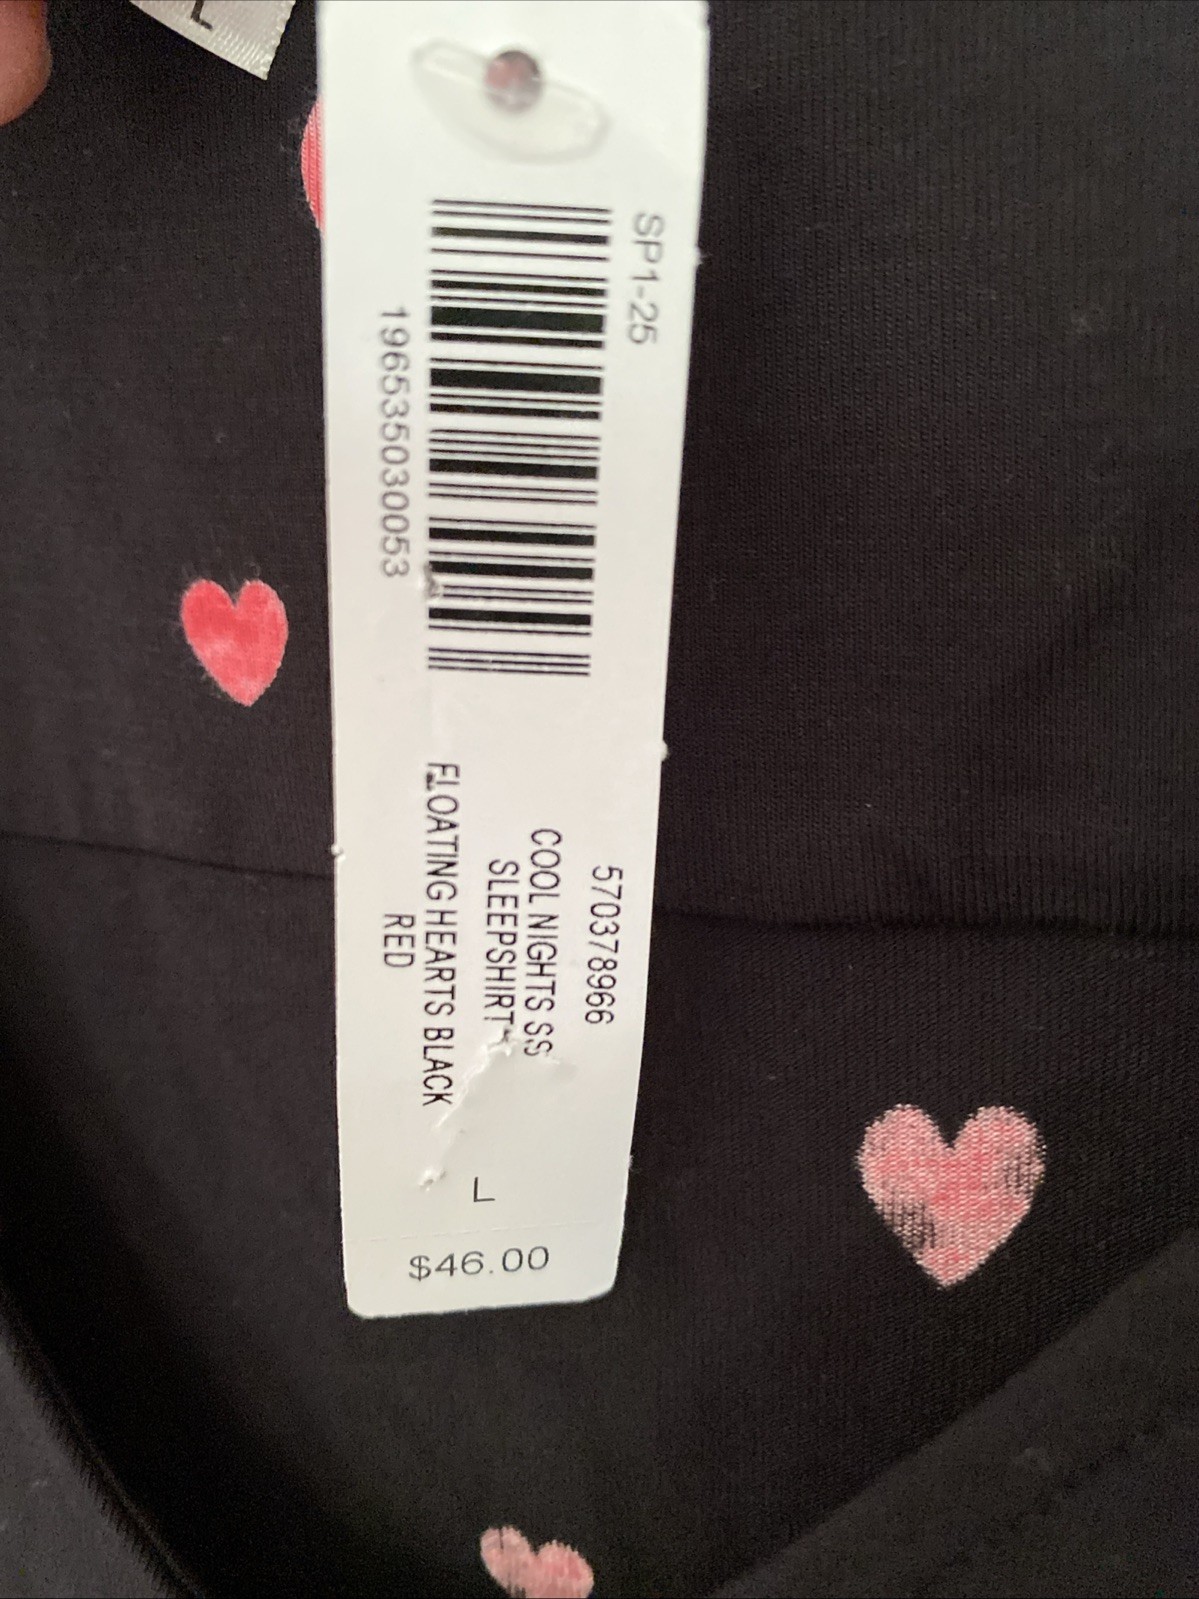 L
SP1-25
196535030053
570378966
COOL NIGHTS SS
SLEEPSHIRT
FLOATING HEARTS BLACK
RED
L
$46.00